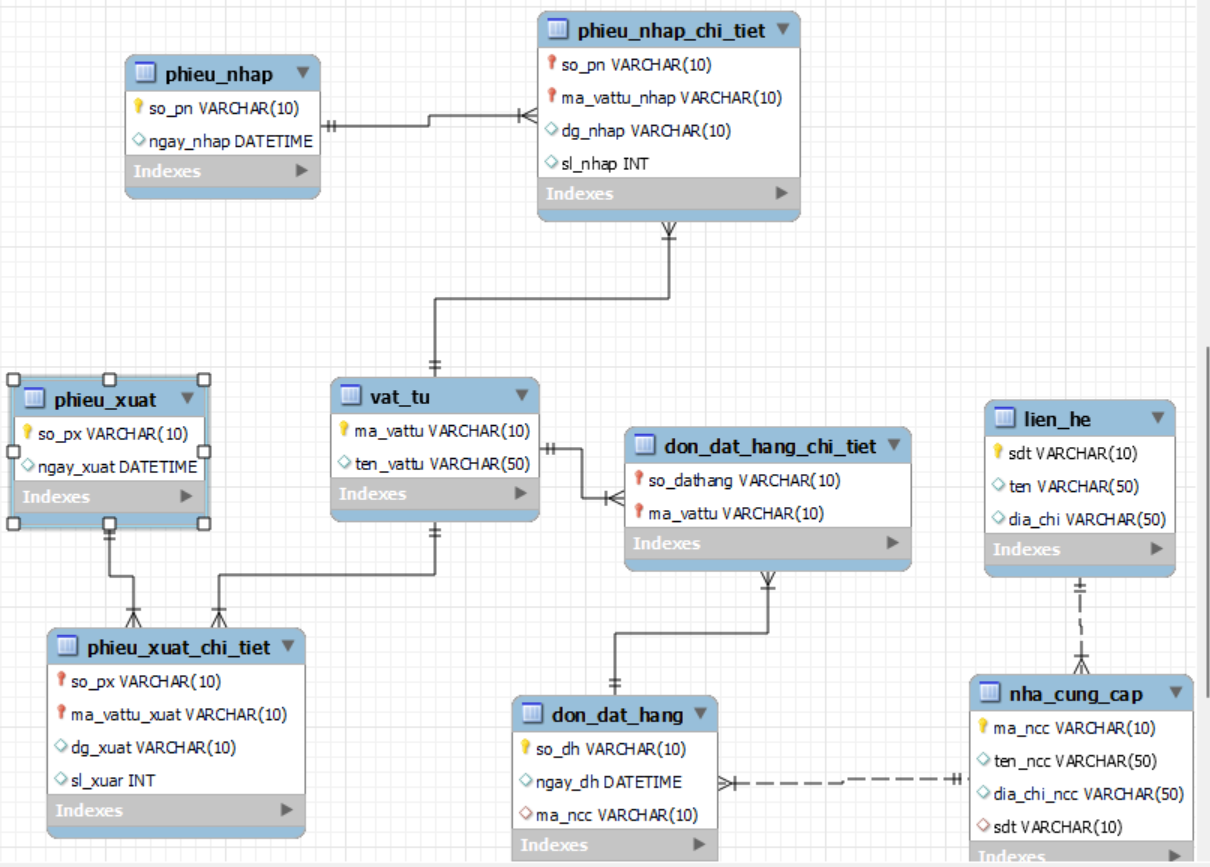 phieu_nhap
so_pn VARCHAR(10)
ngay_nhap DATETIME
Indexes
phieu_nhap_chi_tiet
so_pn VARCHAR(10)
ma_vattu_nhap VARCHAR(10)
dg_nhap VARCHAR(10)
sl_nhap INT
Indexes
phieu_xuat
so_px VARCHAR(10)
ngay_xuat DATETIME
Indexes
vat_tu
ma_vattu VARCHAR(10)
ten_vattu VARCHAR(50)
Indexes
don_dat_hang_chi_tiet
so_dathang VARCHAR(10)
ma_vattu VARCHAR(10)
Indexes
lien_he
sdt VARCHAR(10)
ten VARCHAR(50)
dia_chi VARCHAR(50)
Indexes
phieu_xuat_chi_tiet
so_px VARCHAR(10)
ma_vattu_xuat VARCHAR(10)
dg_xuat VARCHAR(10)
sl_xuar INT
Indexes
don_dat_hang
so_dh VARCHAR(10)
ngay_dh DATETIME
ma_ncc VARCHAR(10)
Indexes
nha_cung_cap
ma_ncc VARCHAR(10)
ten_ncc VARCHAR(50)
dia_chi_ncc VARCHAR(50)
sdt VARCHAR(10)
Indexes